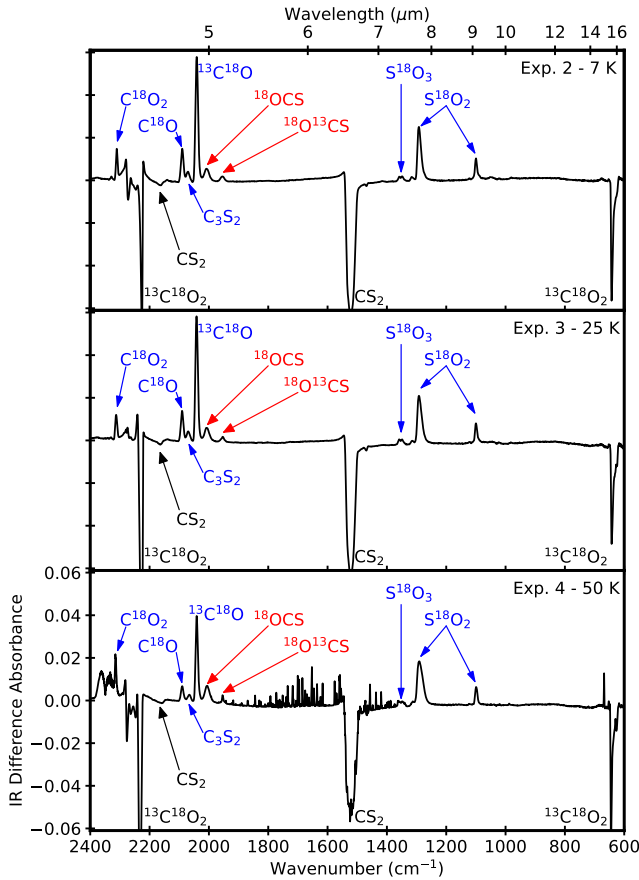 Wavelength (μm)
5 6 7 8 9 10 12 14 16
Exp. 2 - 7 K
¹³C¹⁸O
S¹⁸O₃
C¹⁸O₂
¹⁸OCS
S¹⁸O₂
C¹⁸O
¹⁸O¹³CS
C₃S₂
CS₂
¹³C¹⁸O₂
CS₂
¹³C¹⁸O₂
Exp. 3 - 25 K
¹³C¹⁸O
S¹⁸O₃
C¹⁸O₂
¹⁸OCS
S¹⁸O₂
C¹⁸O
¹⁸O¹³CS
C₃S₂
CS₂
¹³C¹⁸O₂
CS₂
¹³C¹⁸O₂
Exp. 4 - 50 K
S¹⁸O₃
¹³C¹⁸O
C¹⁸O₂
¹⁸OCS
S¹⁸O₂
C¹⁸O
¹⁸O¹³CS
C₃S₂
CS₂
¹³C¹⁸O₂
CS₂
¹³C¹⁸O₂
IR Difference Absorbance
0.06
0.04
0.02
0.00
−0.02
−0.04
−0.06
2400 2200 2000 1800 1600 1400 1200 1000 800 600
Wavenumber (cm⁻¹)